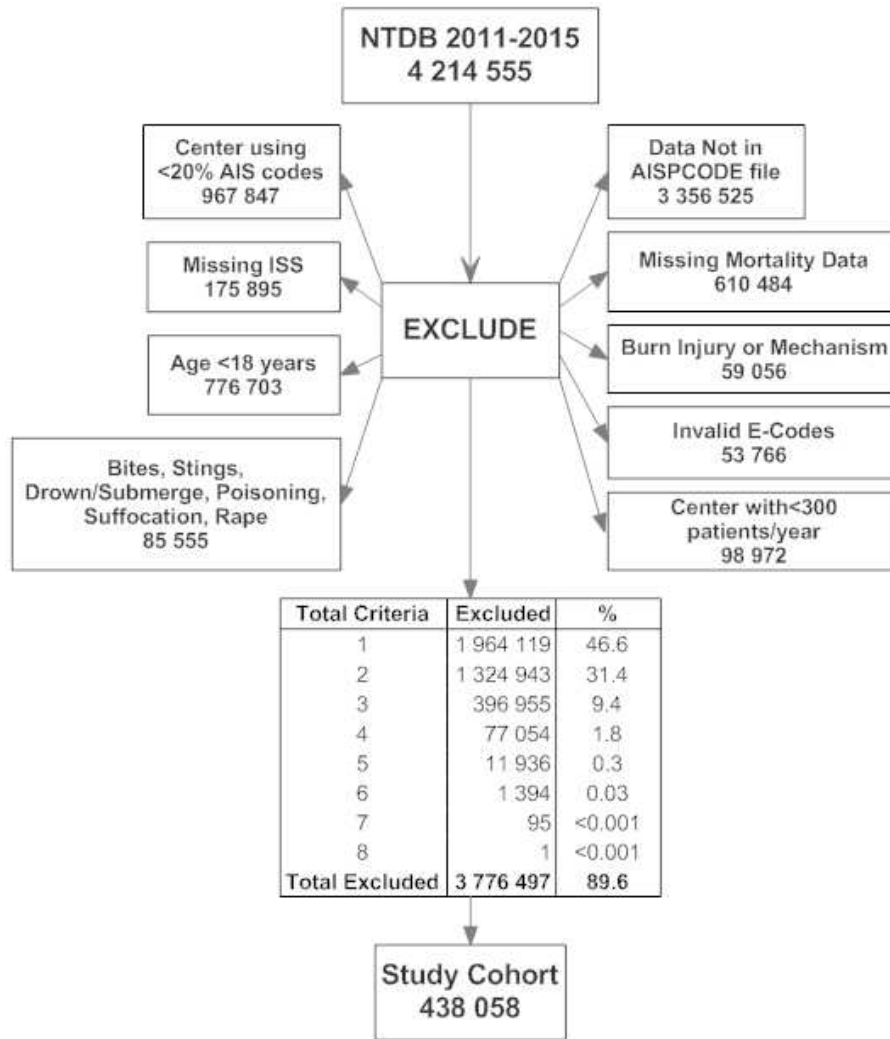 NTDB 2011-2015
4 214 555
Center using
<20% AIS codes
967 847
Data Not in
AISPCODE file
3 356 525
Missing ISS
175 895
Missing Mortality Data
610 484
EXCLUDE
Age <18 years
776 703
Burn Injury or Mechanism
59 056
Bites, Stings,
Drown/Submerge, Poisoning,
Suffocation, Rape
85 555
Invalid E-Codes
53 766
Center with<300
patients/year
98 972
Total Criteria Excluded %
1 1 964 119 46.6
2 1 324 943 31.4
3 396 955 9.4
4 77 054 1.8
5 11 936 0.3
6 1 394 0.03
7 95 <0.001
8 1 <0.001
Total Excluded 3 776 497 89.6
Study Cohort
438 058